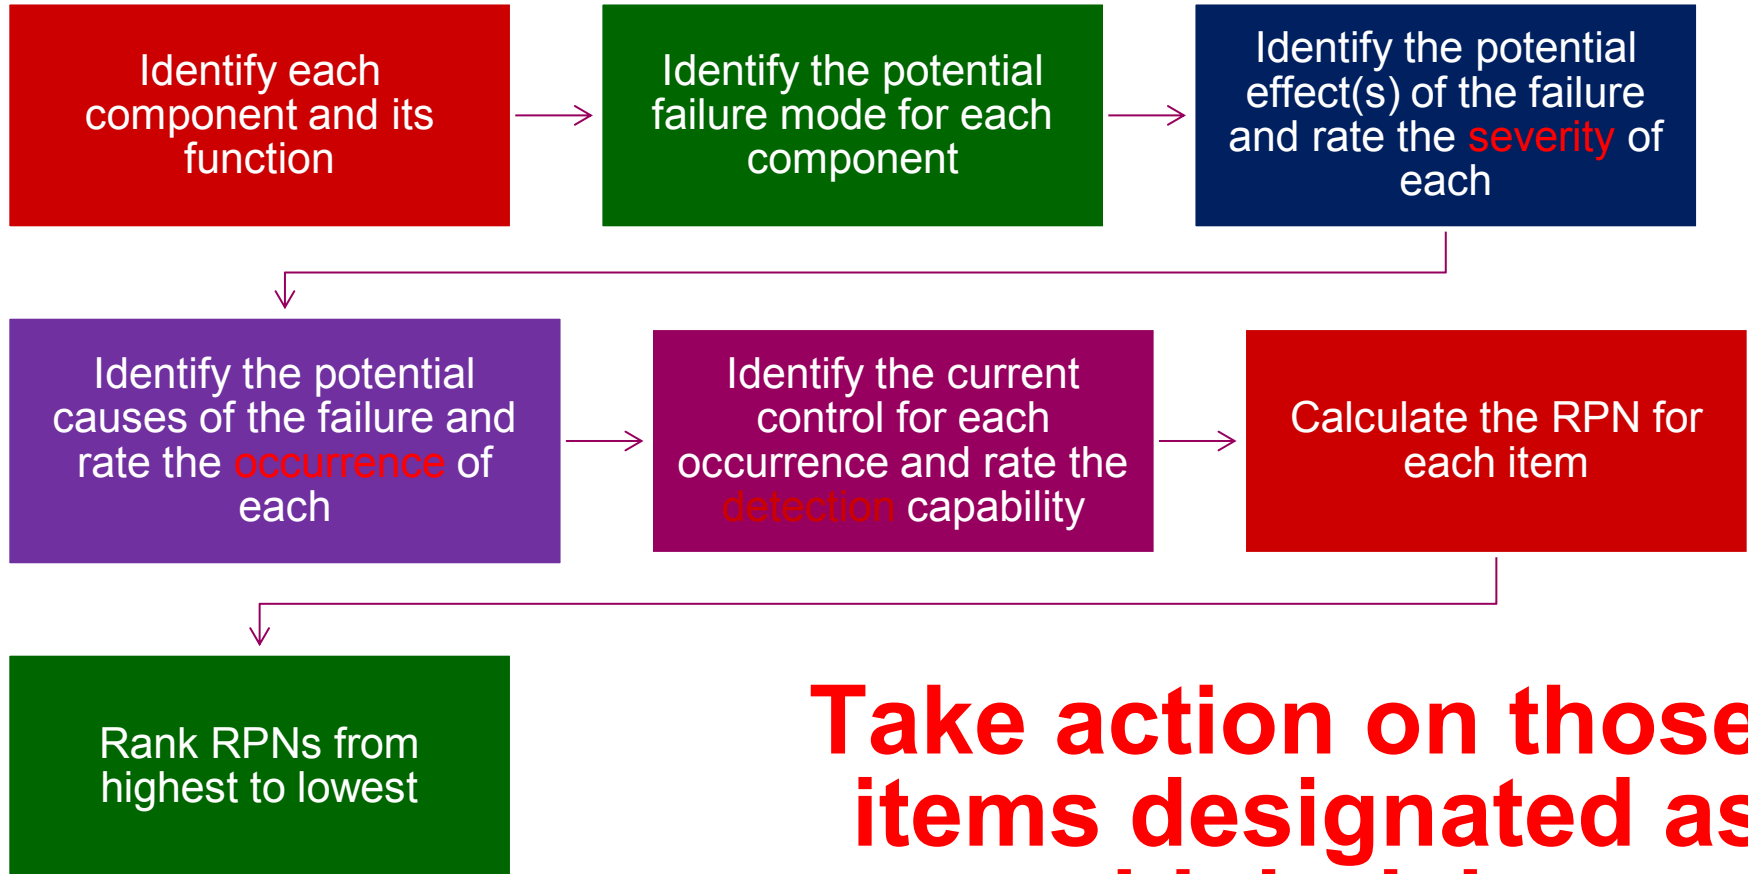 Identify each
component and its
function
Identify the potential
failure mode for each
component
Identify the potential
effect(s) of the failure
and rate the severity of
each
Identify the potential
causes of the failure and
rate the occurrence of
each
Identify the current
control for each
occurrence and rate the
detection capability
Calculate the RPN for
each item
Rank RPNs from
highest to lowest
Take action on those
items designated as